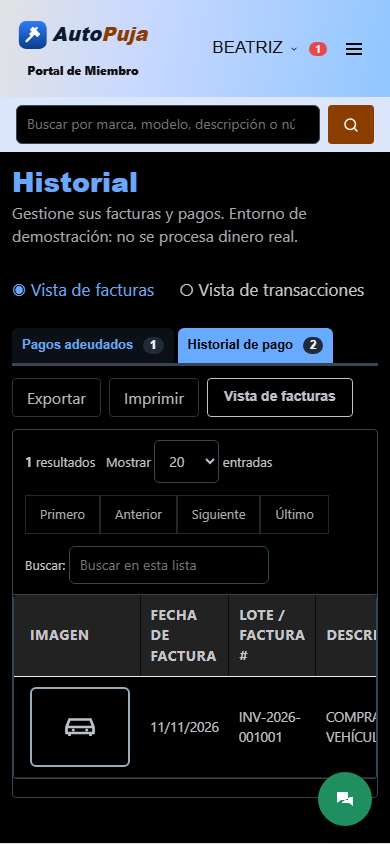 AutoPuja
BEATRIZ 1
Portal de Miembro
Buscar por marca, modelo, descripción o nú
Historial
Gestione sus facturas y pagos. Entorno de
demostración: no se procesa dinero real.
Vista de facturas Vista de transacciones
Pagos adeudados 1 Historial de pago 2
Exportar Imprimir Vista de facturas
1 resultados Mostrar 20 entradas
Primero Anterior Siguiente Último
Buscar: Buscar en esta lista
IMAGEN
FECHA
DE
FACTURA
LOTE /
FACTURA
#
DESCRI
11/11/2026
INV-2026-
001001
COMPRA
VEHÍCUL